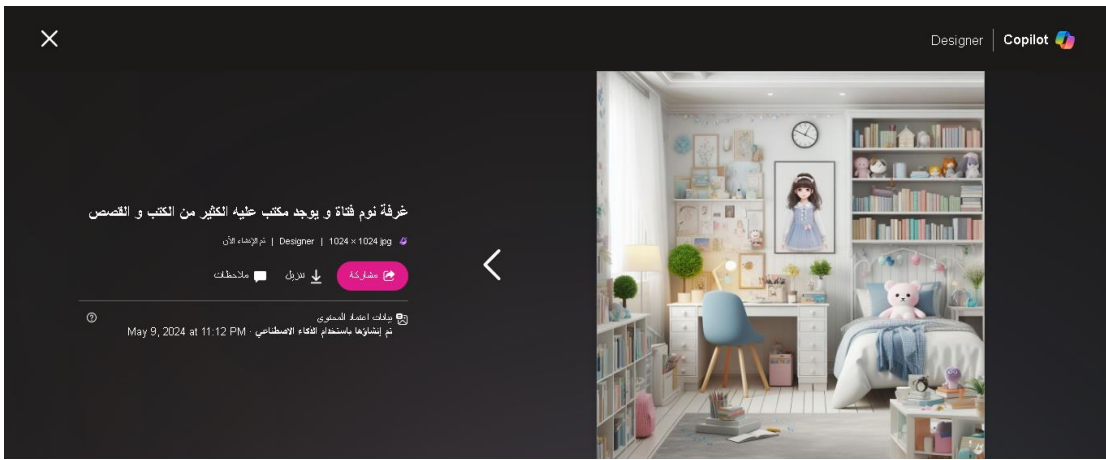 Designer | Copilot
غرفة نوم فتاة و يوجد مكتب عليه الكثير من الكتب و القصص
تم الإنشاء الآن | Designer | 1024 × 1024 jpg
مشاركة تنزيل ملاحظات
بيانات اعتماد المحتوى
تم إنشاؤها باستخدام الذكاء الاصطناعي · May 9, 2024 at 11:12 PM